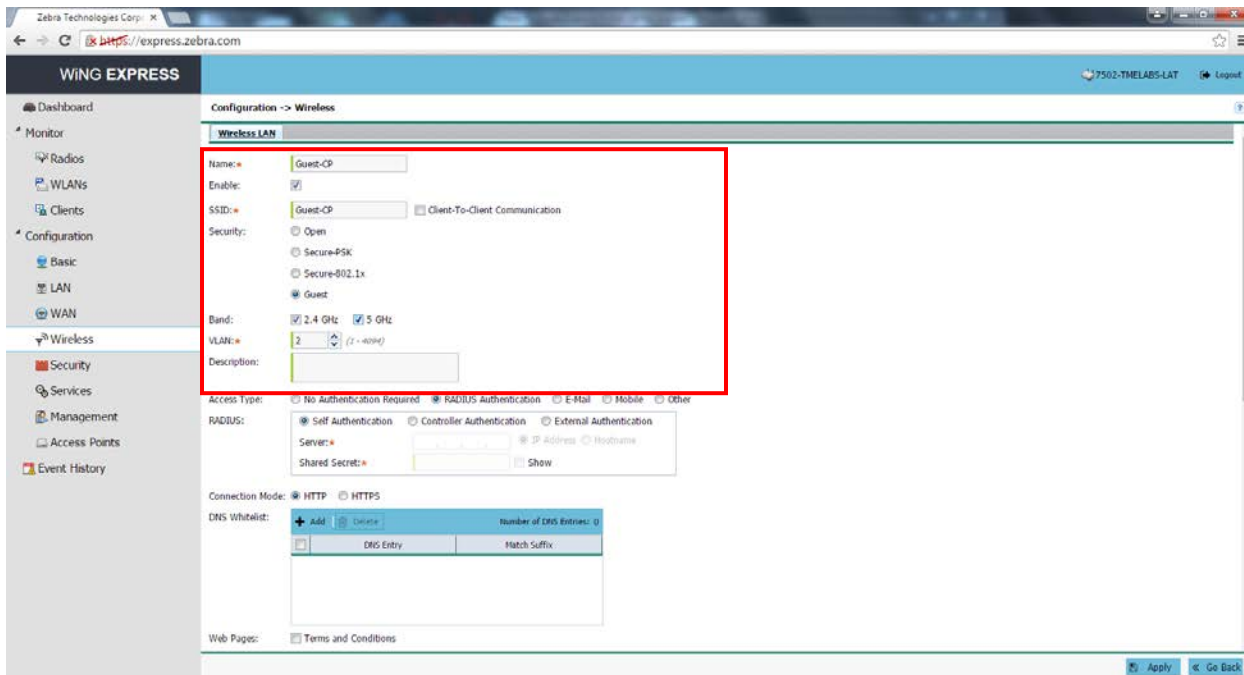 Zebra Technologies Corp
https://express.zebra.com
WiNG EXPRESS
7502-TMELABS-LAT Logout
Dashboard
Monitor
Radios
WLANs
Clients
Configuration
Basic
LAN
WAN
Wireless
Security
Services
Management
Access Points
Event History
Configuration -> Wireless
Wireless LAN
Name:* Guest-CP
Enable:
SSID:* Guest-CP Client-To-Client Communication
Security: Open
Secure-PSK
Secure-802.1x
Guest
Band: 2.4 GHz 5 GHz
VLAN:* 2 (1 - 4094)
Description:
Access Type: No Authentication Required RADIUS Authentication E-Mail Mobile Other
RADIUS: Self Authentication Controller Authentication External Authentication
Server:* IP Address Hostname
Shared Secret:* Show
Connection Mode: HTTP HTTPS
DNS Whitelist: Add Delete Number of DNS Entries: 0
DNS Entry Match Suffix
Web Pages: Terms and Conditions
Apply Go Back